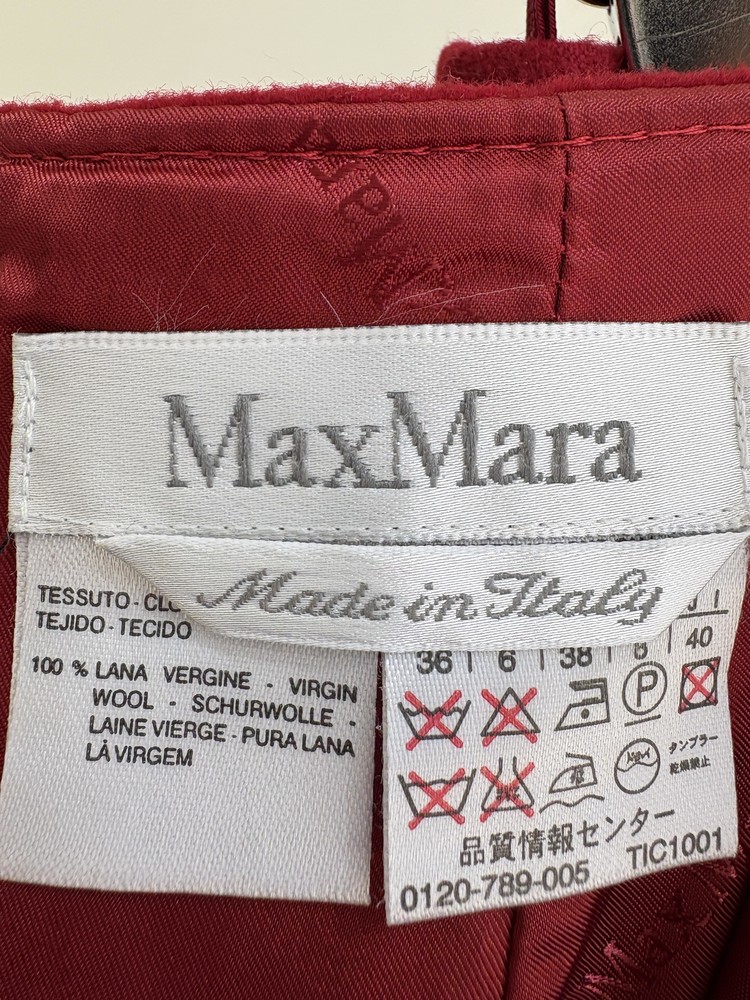 MaxMara
Made in Italy
TESSUTO - CLO
TEJIDO - TECIDO
100 % LANA VERGINE - VIRGIN
WOOL - SCHURWOLLE -
LAINE VIERGE - PURA LANA
LÀ VIRGEM
36 6 38 40
P
タンブラー
乾燥禁止
品質情報センター
0120-789-005 TIC1001
MaxM